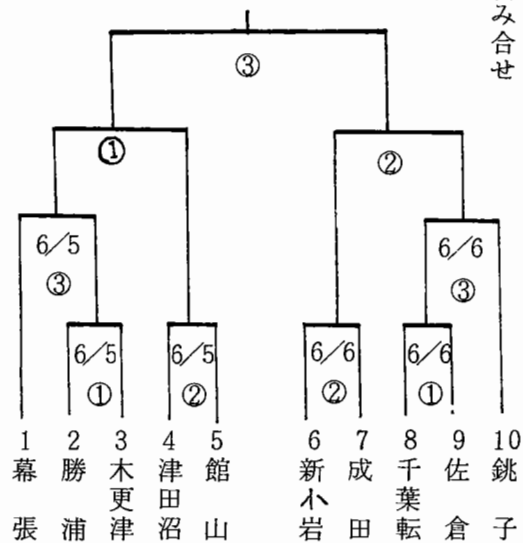 み合せ
③
① ②
6/5 ③ 6/6 ③
6/5 ① 6/5 ② 6/6 ② 6/6 ①
1 幕張
2 勝浦
3 木更津
4 津田沼
5 館山
6 新小岩
7 成田
8 千葉転
9 佐倉
10 銚子